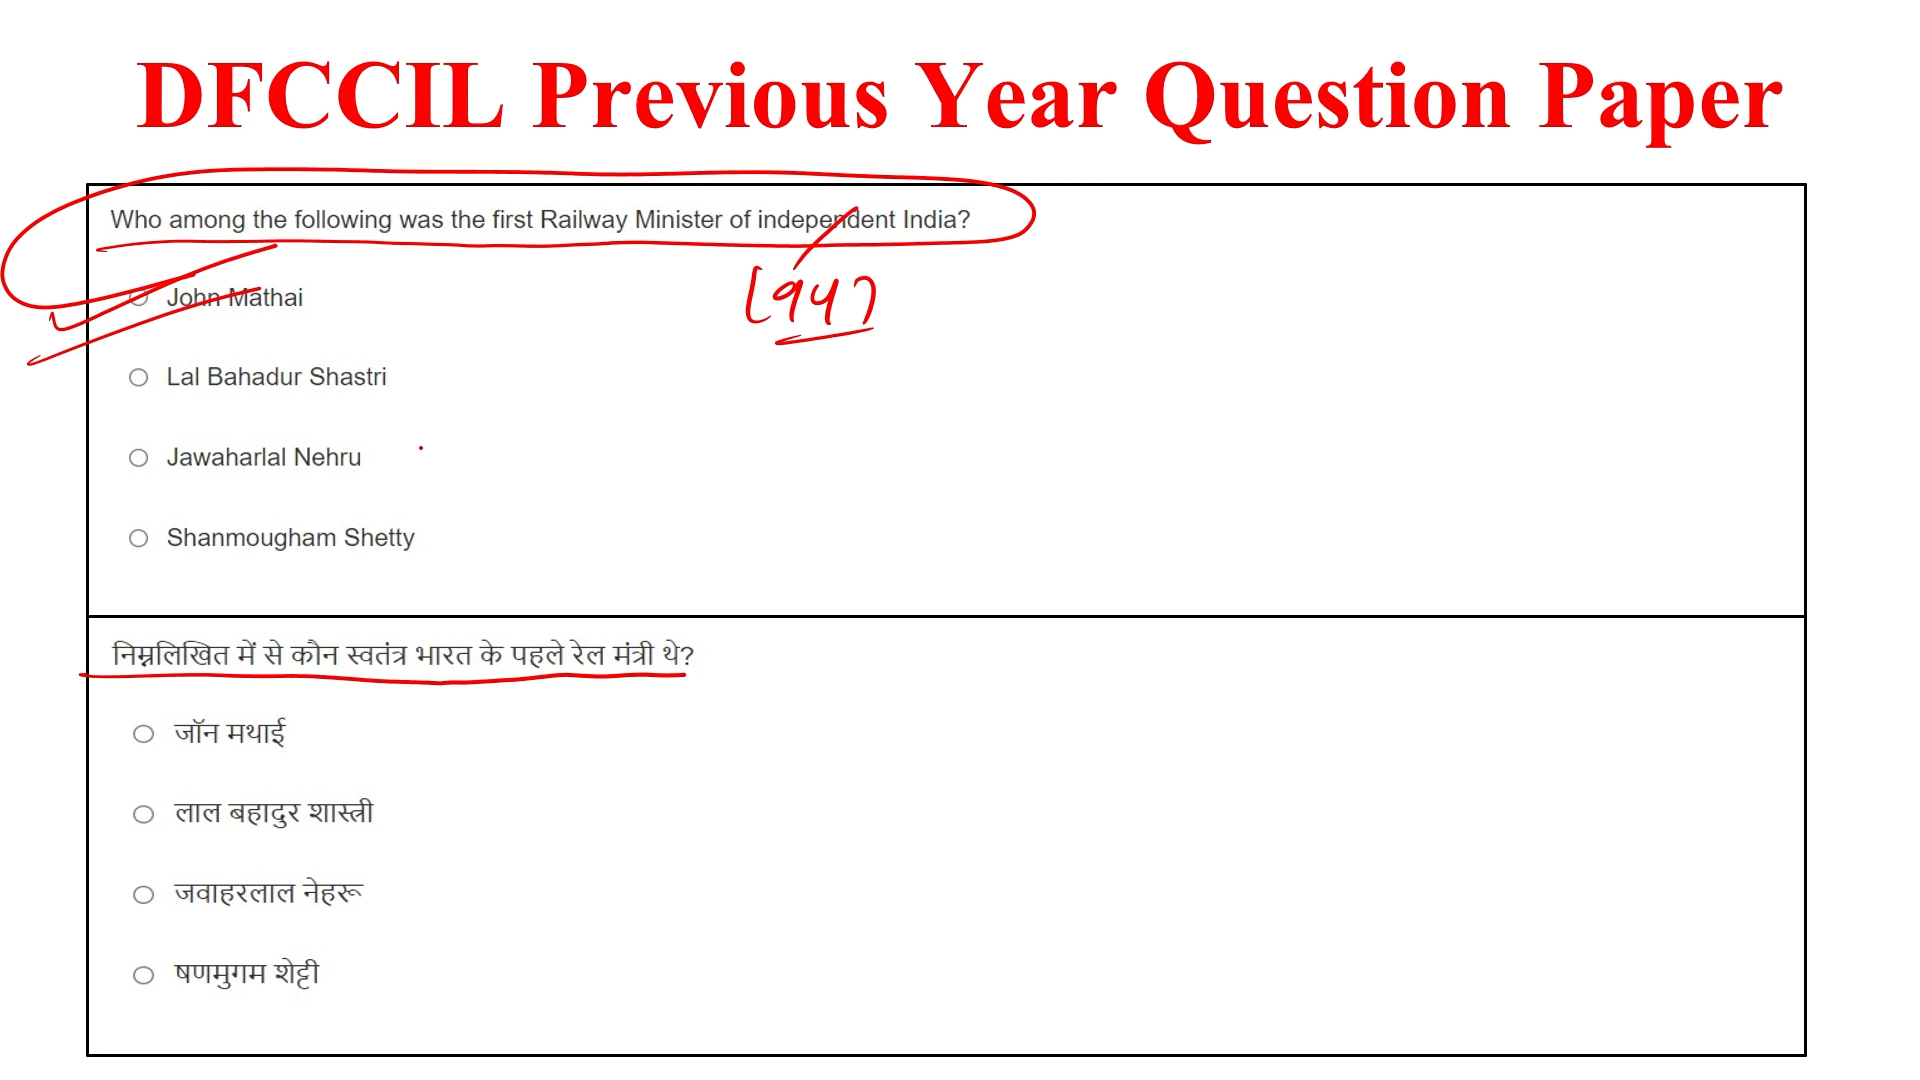 DFCCIL Previous Year Question Paper
Who among the following was the first Railway Minister of independent India?
1947
John Mathai
Lal Bahadur Shastri
Jawaharlal Nehru
Shanmougham Shetty
निम्नलिखित में से कौन स्वतंत्र भारत के पहले रेल मंत्री थे?
जॉन मथाई
लाल बहादुर शास्त्री
जवाहरलाल नेहरू
षणमुगम शेट्टी